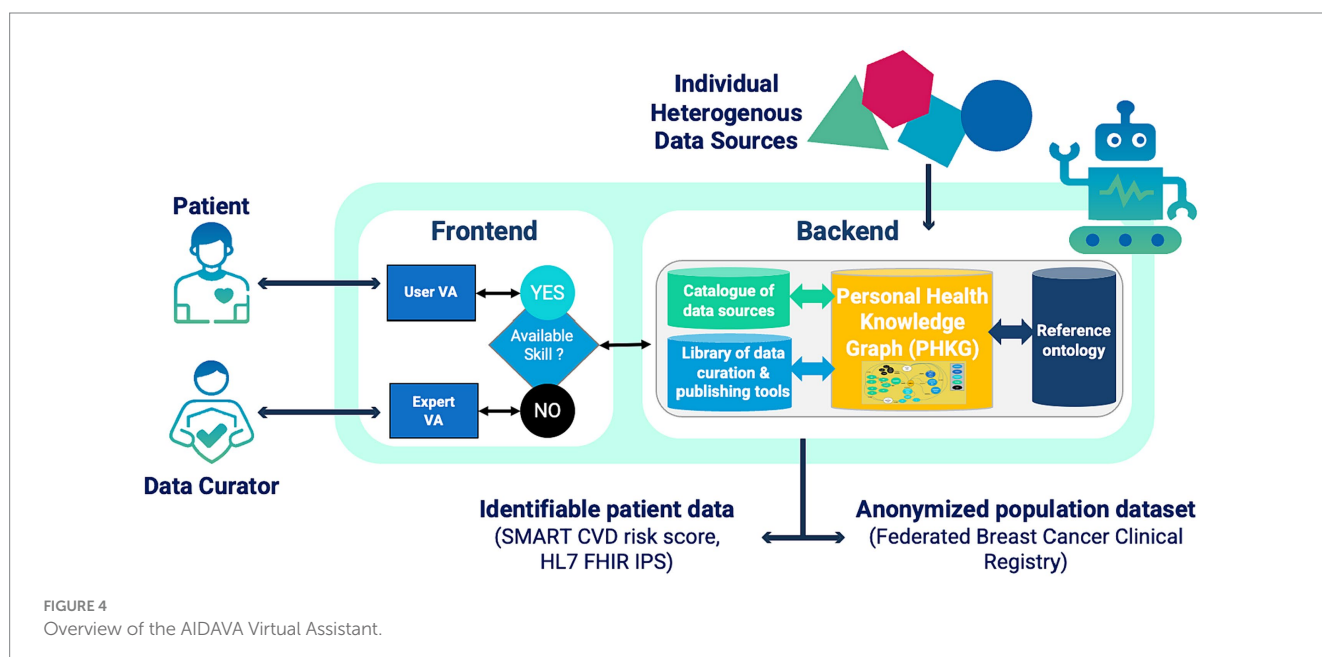 Individual
Heterogenous
Data Sources
Patient
Frontend
Backend
User VA
YES
Available
Skill ?
Expert
VA
NO
Catalogue of
data sources
Library of data
curation &
publishing tools
Personal Health
Knowledge
Graph (PHKG)
Reference
ontology
Data Curator
Identifiable patient data
(SMART CVD risk score,
HL7 FHIR IPS)
Anonymized population dataset
(Federated Breast Cancer Clinical
Registry)
FIGURE 4
Overview of the AIDAVA Virtual Assistant.